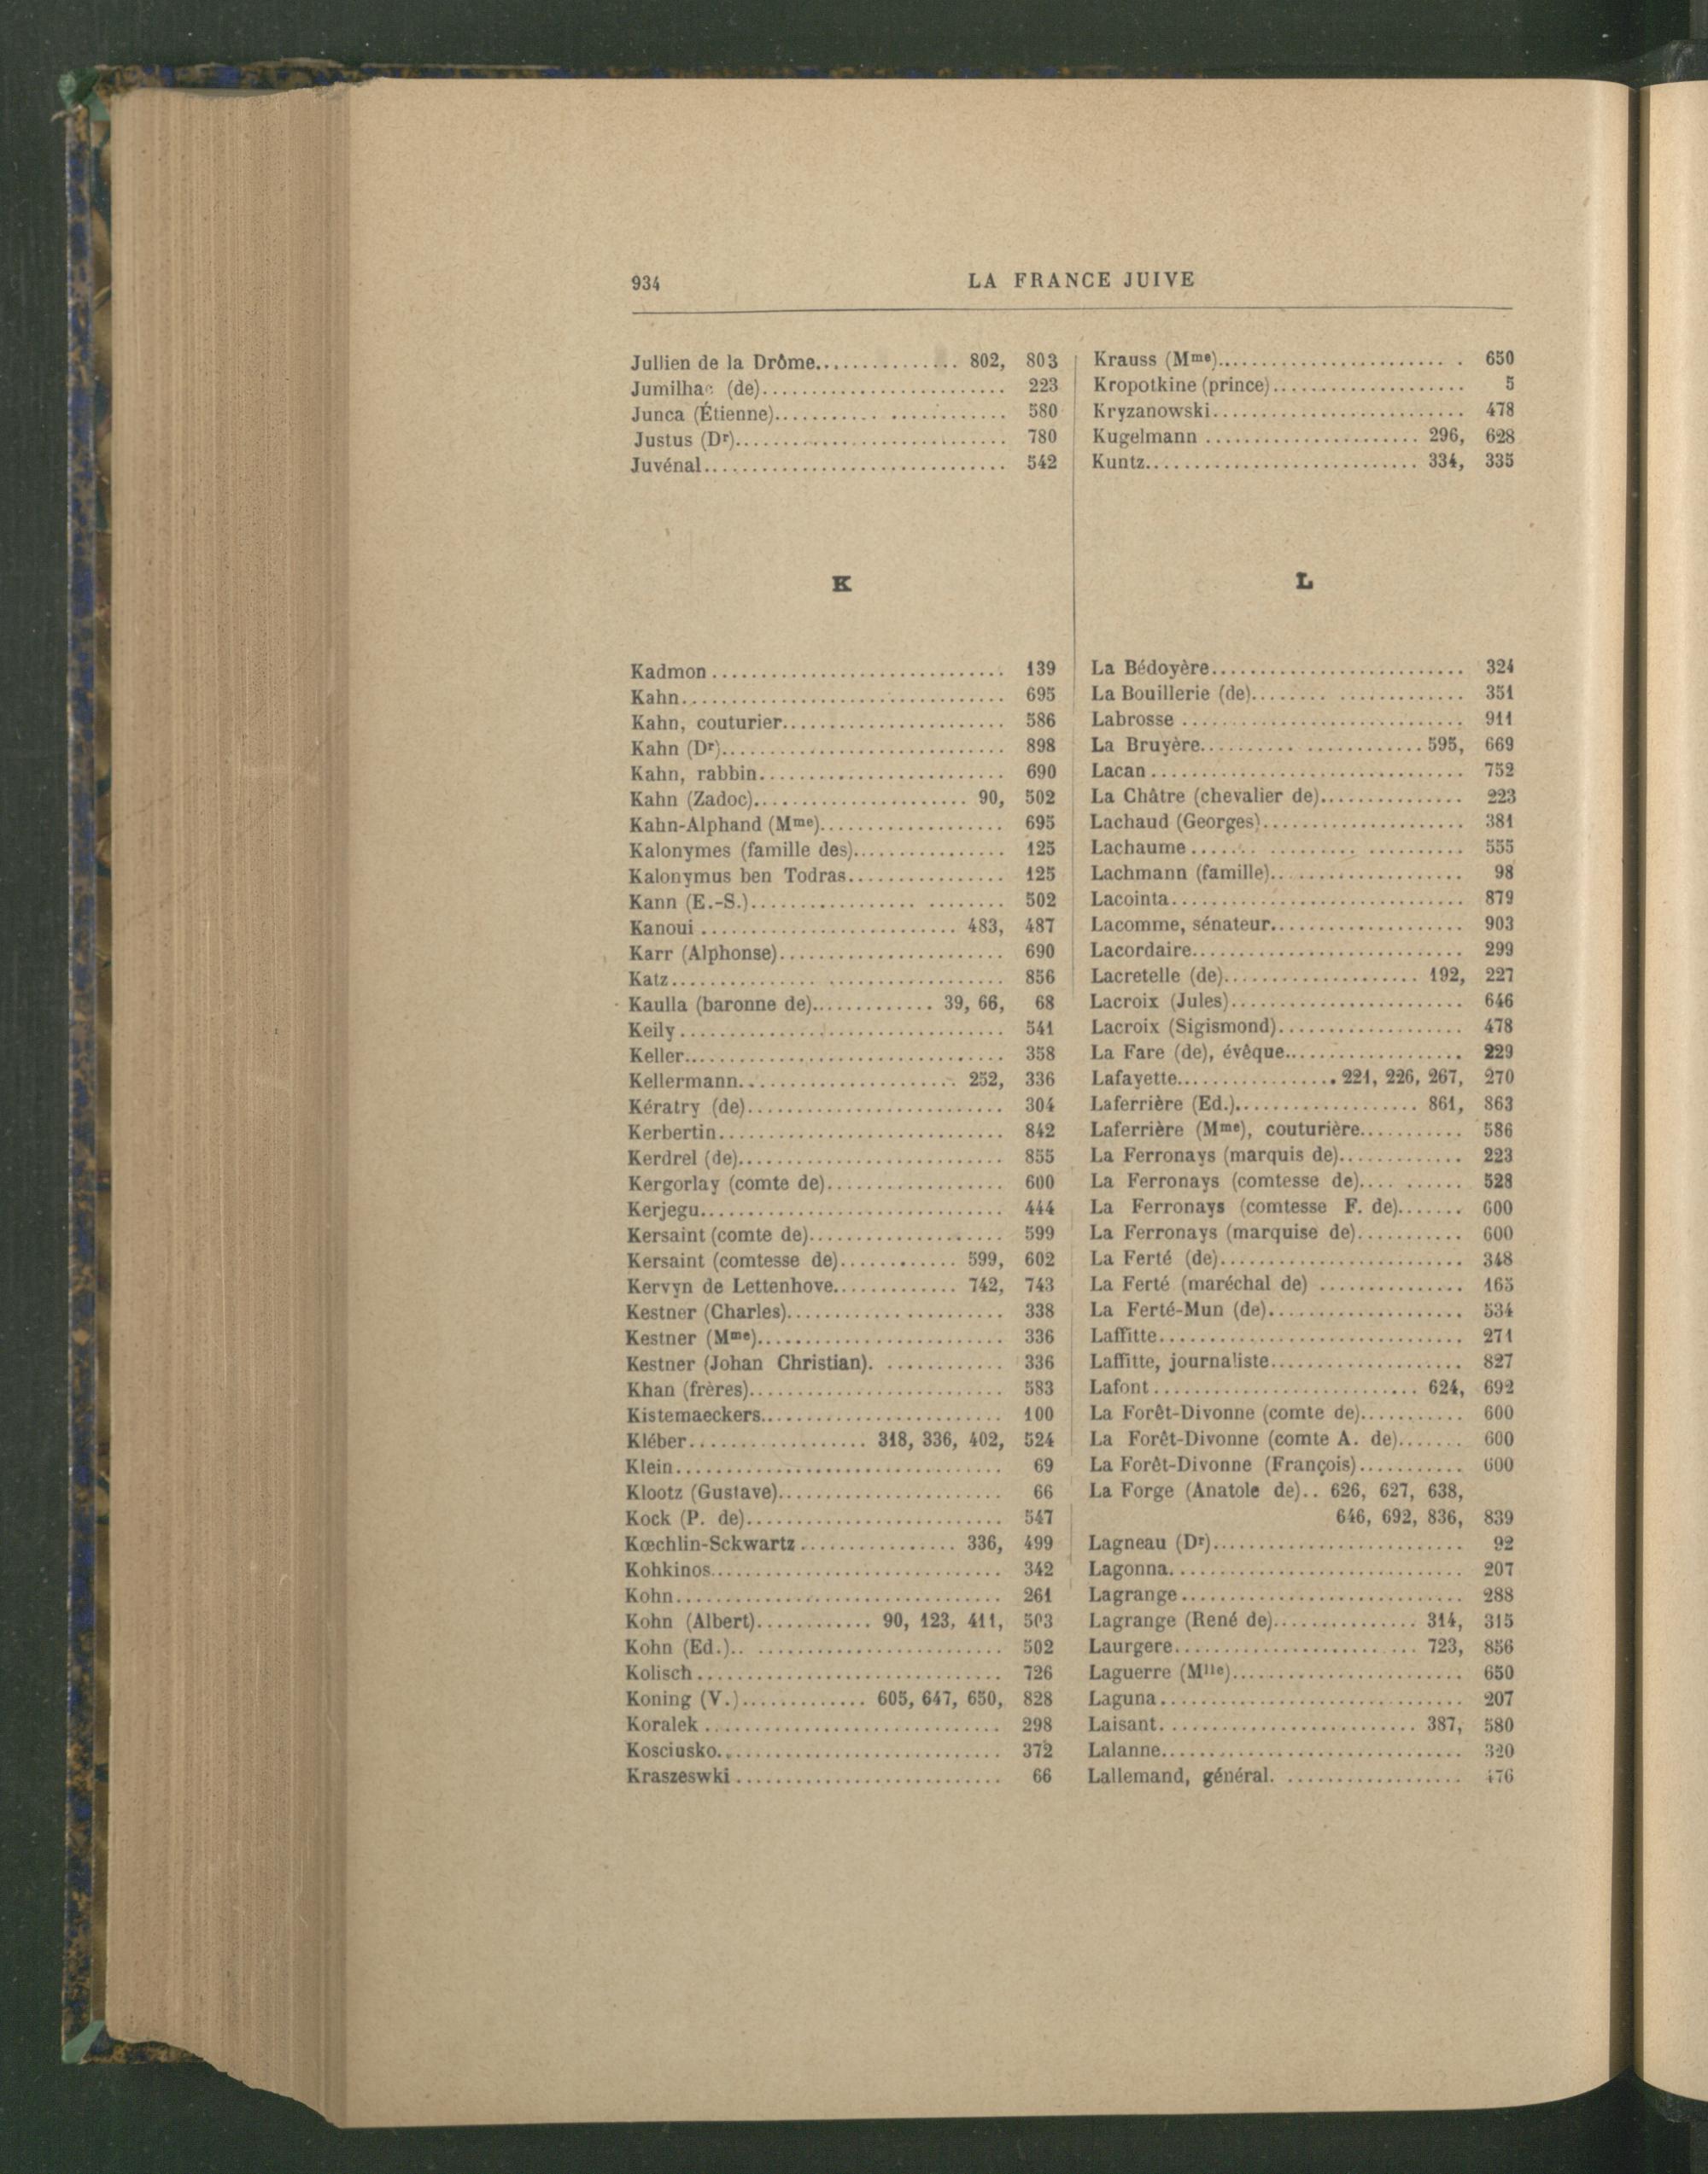 934
LA FRANCE JUIVE
Jullien de la Drôme............... 802, 803
Jumilhac (de)......................... 223
Junca (Étienne)....................... 580
Justus (Dr)........................... 780
Juvénal............................... 542
K
Kadmon .............................. 139
Kahn................................. 695
Kahn, couturier....................... 586
Kahn (Dr)............................. 898
Kahn, rabbin......................... 690
Kahn (Zadoc)...................... 90, 502
Kahn-Alphand (Mme)................... 695
Kalonymes (famille des)................ 125
Kalonymus ben Todras................ 125
Kann (E.-S.)................. ........ 502
Kanoui .......................... 483, 487
Karr (Alphonse)....................... 690
Katz............... .................. 856
Kaulla (baronne de)............. 39, 66, 68
Keily ................................. 541
Keller................................. 358
Kellermann...................... 252, 336
Kératry (de).......................... 304
Kerbertin............................. 842
Kerdrel (de)........................... 855
Kergorlay (comte de).................. 600
Kerjegu............................... 444
Kersaint (comte de).................... 599
Kersaint (comtesse de)............ 599, 602
Kervyn de Lettenhove............. 742, 743
Kestner (Charles)...................... 338
Kestner (Mme)......................... 336
Kestner (Johan Christian). ............ 336
Khan (frères).......................... 583
Kistemaeckers......................... 100
Kléber.................. 318, 336, 402, 524
Klein................................. 69
Klootz (Gustave)....................... 66
Kock (P. de).......................... 547
Kœchlin-Sckwartz ................ 336, 499
Kohkinos.............................. 342
Kohn................................. 261
Kohn (Albert)............ 90, 123, 411, 503
Kohn (Ed.).. ......................... 502
Kolisch ............................... 726
Koning (V.)............. 605, 647, 650, 828
Koralek .............................. 298
Kosciusko............................. 372
Kraszeswki ........................... 66
Krauss (Mme)......................... 650
Kropotkine (prince).................... 5
Kryzanowski.......................... 478
Kugelmann ...................... 296, 628
Kuntz............................ 334, 335
L
La Bédoyère.......................... 324
La Bouillerie (de)........ .............. 351
Labrosse ............................. 911
La Bruyère.......... ............ 595, 669
Lacan ................................ 752
La Châtre (chevalier de)............... 223
Lachaud (Georges)..................... 381
Lachaume ...... ......... .......... 555
Lachmann (famille).................... 98
Lacointa.............................. 879
Lacomme, sénateur.................... 903
Lacordaire............................ 299
Lacretelle (de).................... 192, 227
Lacroix (Jules)........................ 646
Lacroix (Sigismond)................... 478
La Fare (de), évêque................... 229
Lafayette................ 221, 226, 267, 270
Laferrière (Ed.)................... 861, 863
Laferrière (Mme), couturière........... 586
La Ferronays (marquis de)............. 223
La Ferronays (comtesse de).... ...... 528
La Ferronays (comtesse F. de)....... 600
La Ferronays (marquise de)........... 600
La Ferté (de)......................... 348
La Ferté (maréchal de) ............... 165
La Ferté-Mun (de).................... 534
Laffitte............................... 271
Laffitte, journaliste.................... 827
Lafont ........................... 624, 692
La Forêt-Divonne (comte de)........... 600
La Forêt-Divonne (comte A. de)....... 600
La Forêt-Divonne (François)........... 600
La Forge (Anatole de).. 626, 627, 638,
646, 692, 836, 839
Lagneau (Dr).......................... 92
Lagonna.............................. 207
Lagrange ............................. 288
Lagrange (René de)............... 314, 315
Laurgere......................... 723, 856
Laguerre (Mlle)........................ 650
Laguna ............................... 207
Laisant........................... 387, 580
Lalanne............................... 320
Lallemand, général. .................. 476